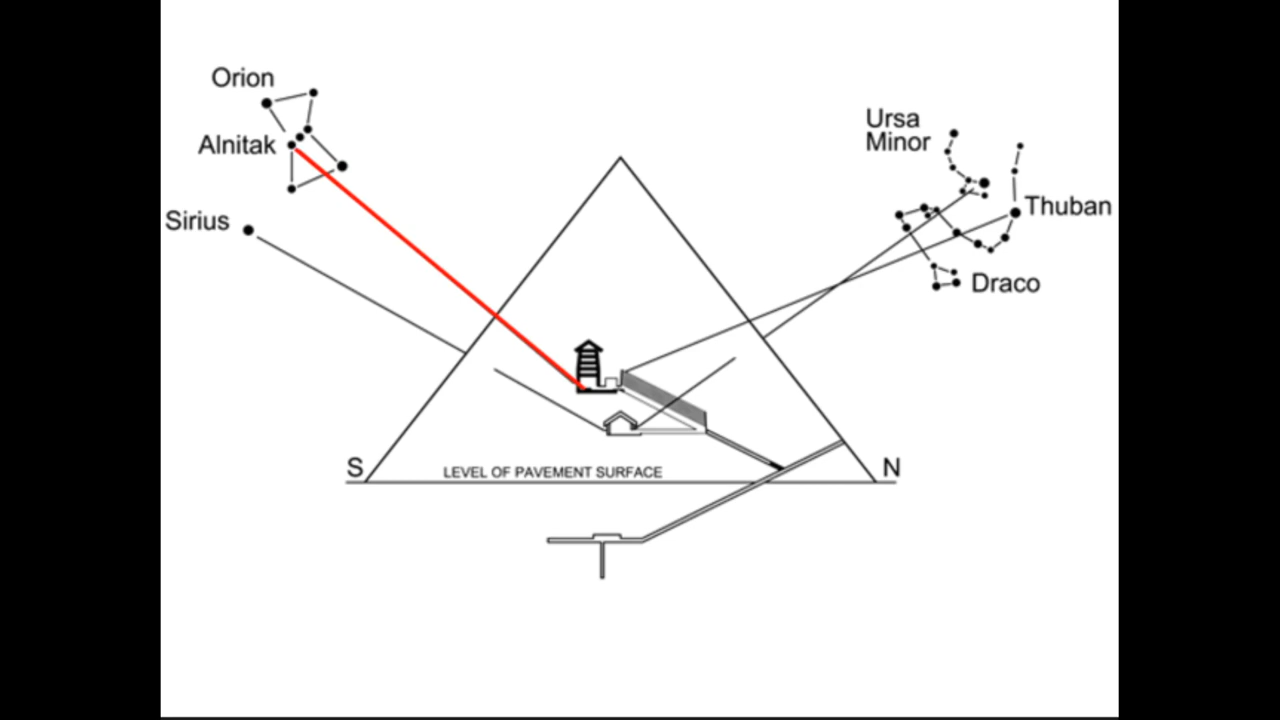 Orion
Alnitak
Sirius
Ursa
Minor
Thuban
Draco
S
LEVEL OF PAVEMENT SURFACE
N